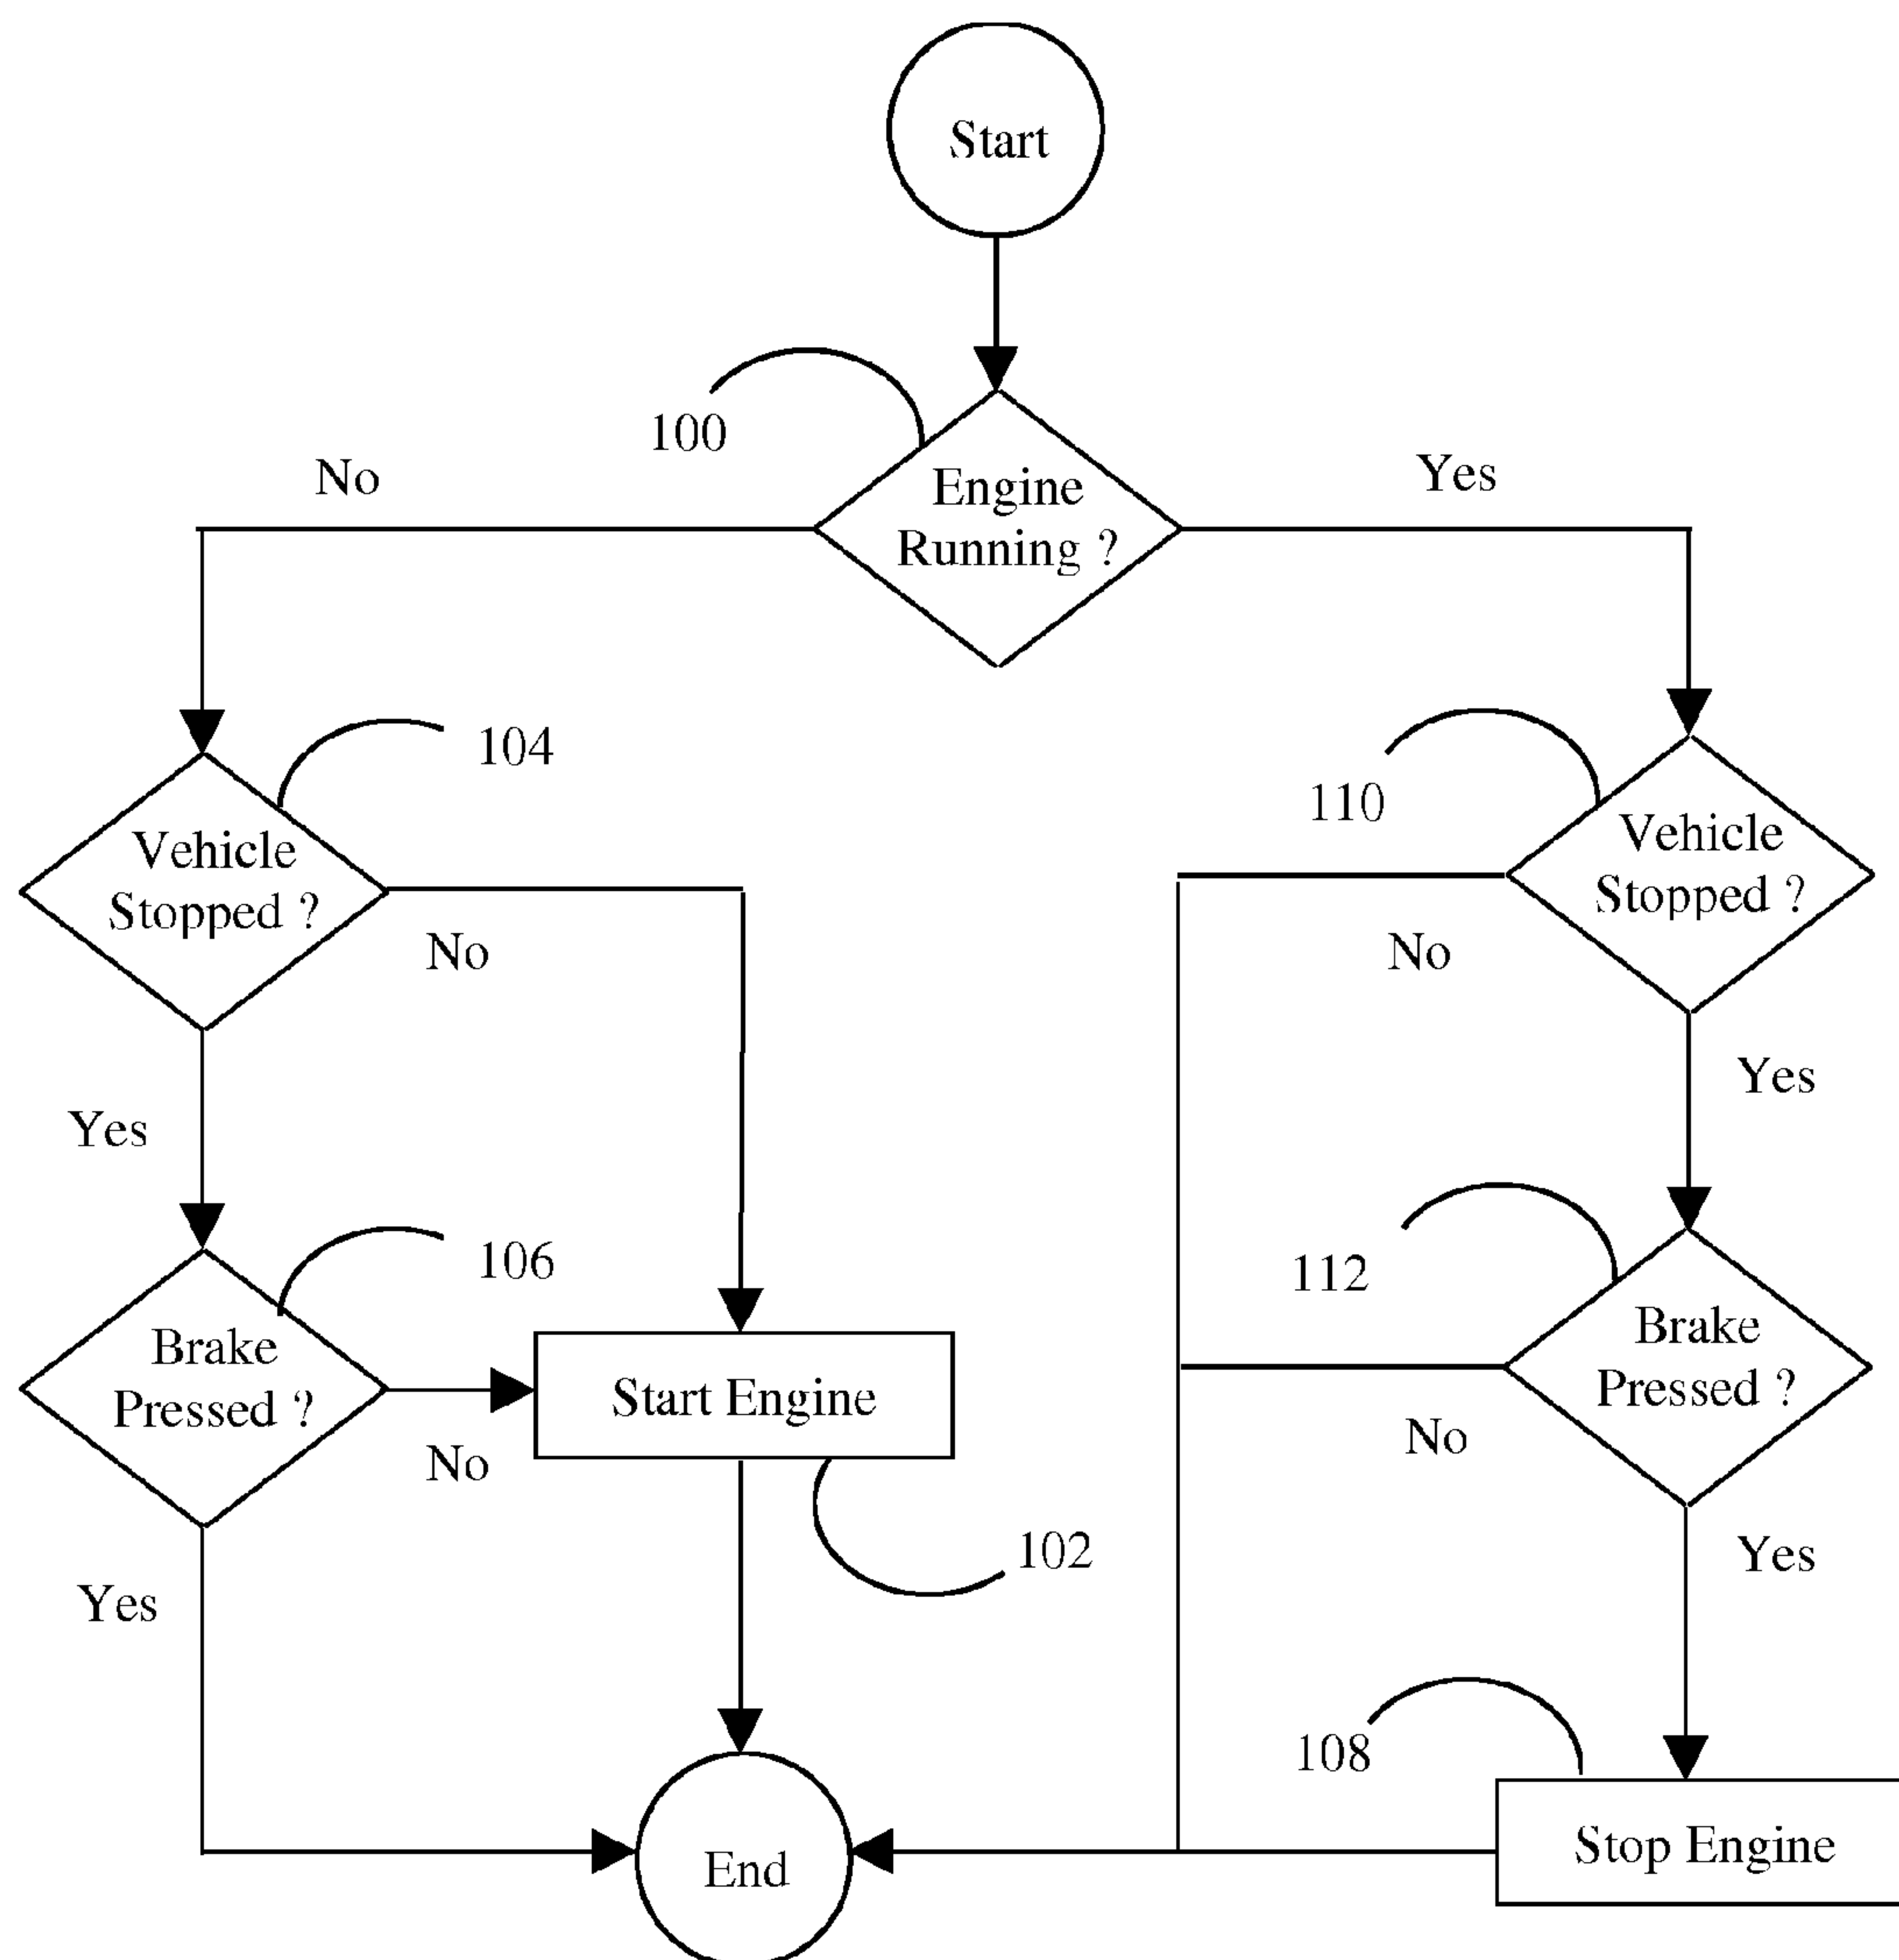 Start
100
No
Yes
Engine
Running ?
104
110
Vehicle
Stopped ?
No
Vehicle
Stopped ?
No
Yes
Yes
106
112
Brake
Pressed ?
No
Start Engine
Brake
Pressed ?
No
102
Yes
Yes
108
End
Stop Engine